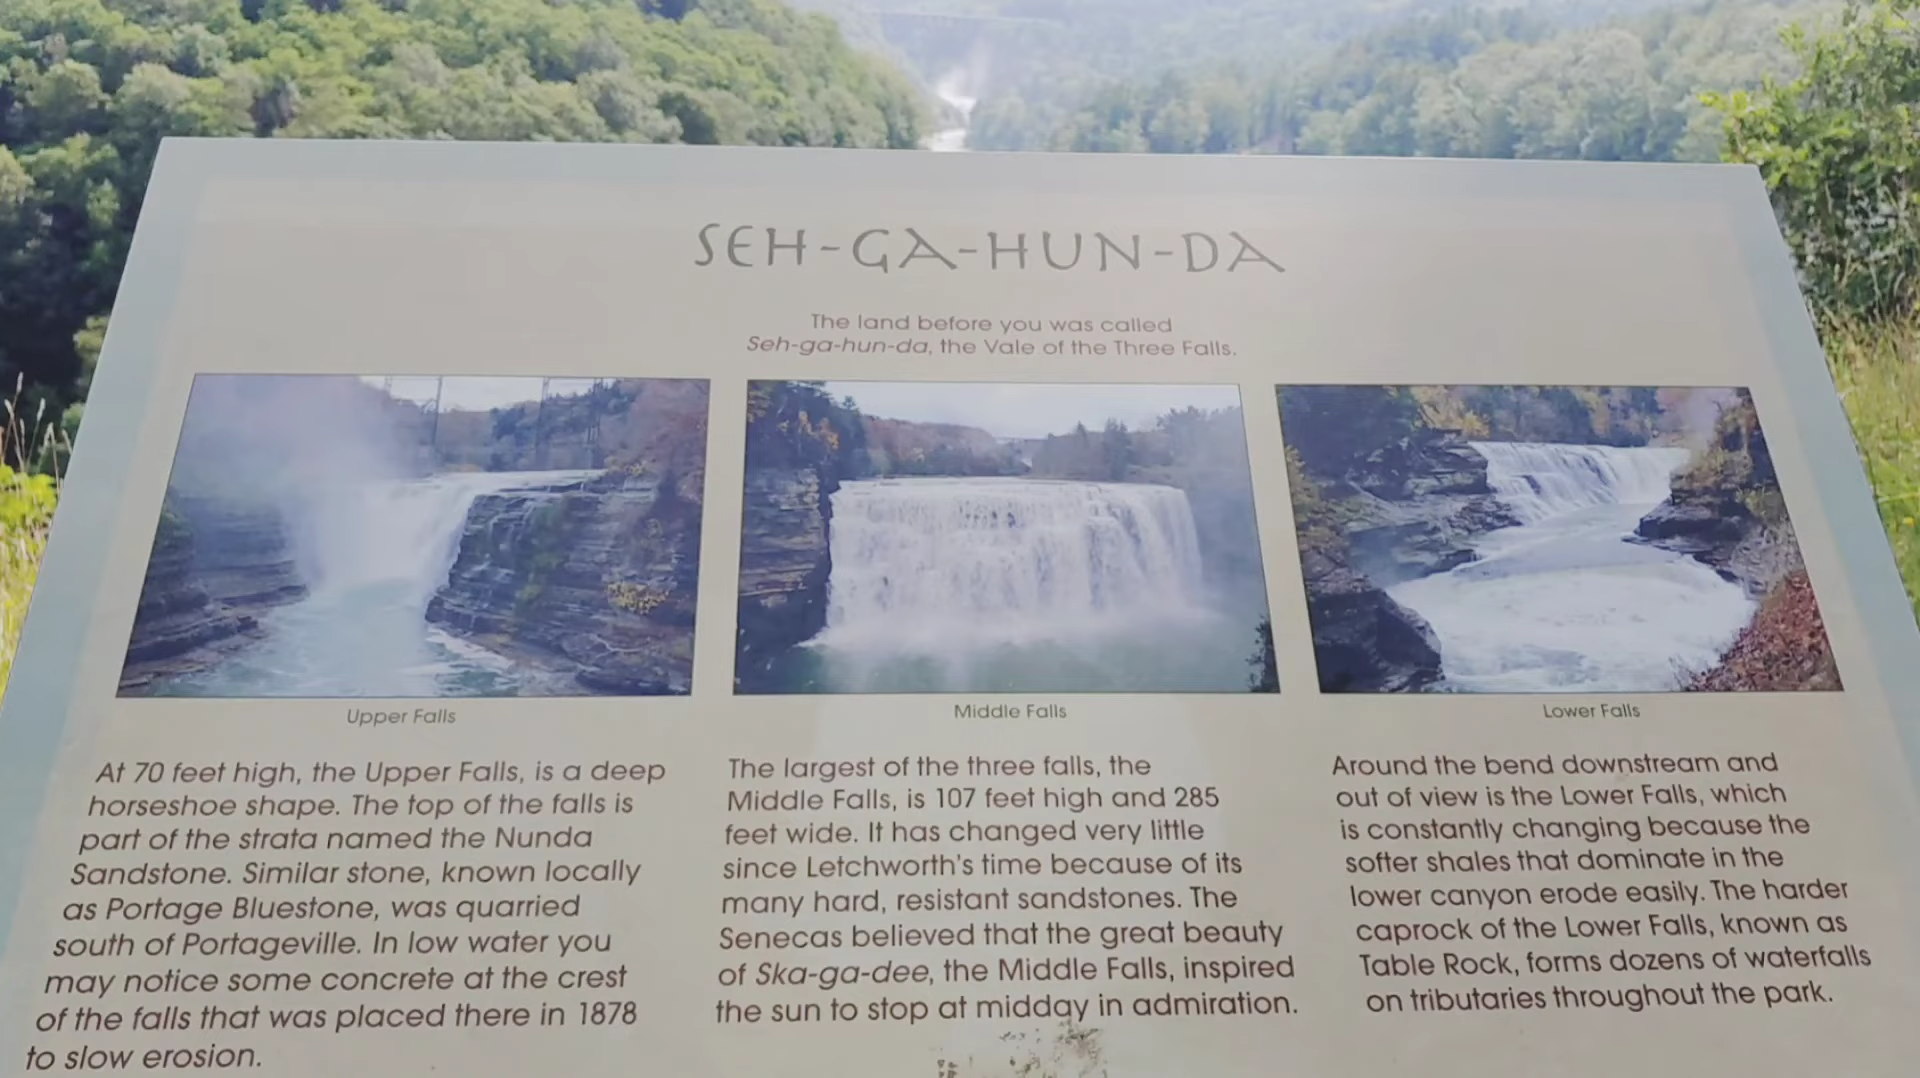 SEH-GA-HUN-DA
The land before you was called
Seh-ga-hun-da, the Vale of the Three Falls.
Upper Falls
At 70 feet high, the Upper Falls, is a deep
horseshoe shape. The top of the falls is
part of the strata named the Nunda
Sandstone. Similar stone, known locally
as Portage Bluestone, was quarried
south of Portageville. In low water you
may notice some concrete at the crest
of the falls that was placed there in 1878
to slow erosion.
Middle Falls
The largest of the three falls, the
Middle Falls, is 107 feet high and 285
feet wide. It has changed very little
since Letchworth's time because of its
many hard, resistant sandstones. The
Senecas believed that the great beauty
of Ska-ga-dee, the Middle Falls, inspired
the sun to stop at midday in admiration.
Lower Falls
Around the bend downstream and
out of view is the Lower Falls, which
is constantly changing because the
softer shales that dominate in the
lower canyon erode easily. The harder
caprock of the Lower Falls, known as
Table Rock, forms dozens of waterfalls
on tributaries throughout the park.